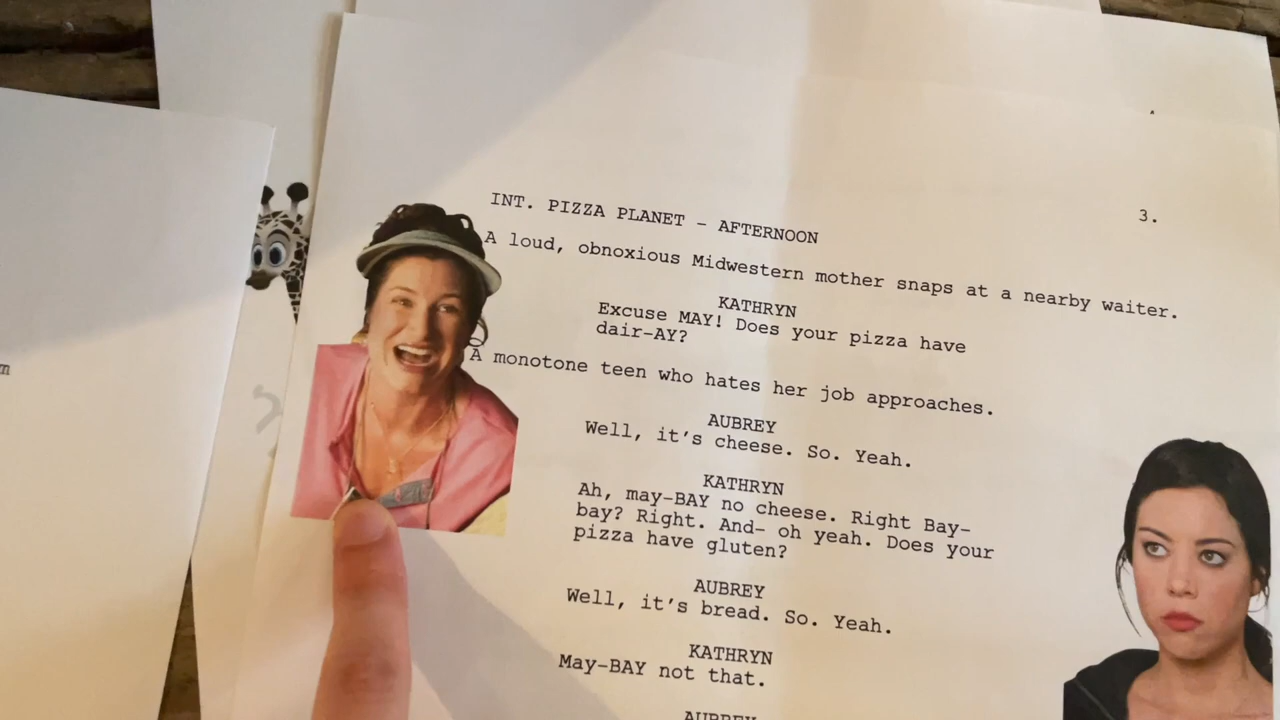 3.
INT. PIZZA PLANET - AFTERNOON
A loud, obnoxious Midwestern mother snaps at a nearby waiter.
KATHRYN
Excuse MAY! Does your pizza have
dair-AY?
A monotone teen who hates her job approaches.
AUBREY
Well, it's cheese. So. Yeah.
KATHRYN
Ah, may-BAY no cheese. Right Bay-
bay? Right. And- oh yeah. Does your
pizza have gluten?
AUBREY
Well, it's bread. So. Yeah.
KATHRYN
May-BAY not that.
AUBREY